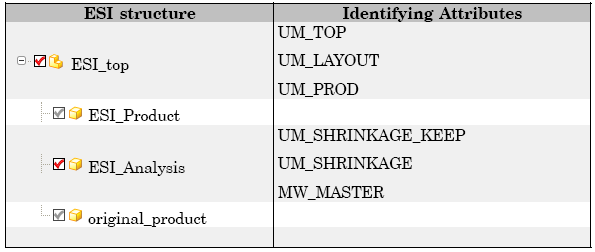 ESI structure Identifying Attributes
UM_TOP
ESI_top UM_LAYOUT
UM_PROD
ESI_Product
UM_SHRINKAGE_KEEP
ESI_Analysis UM_SHRINKAGE
MW_MASTER
original_product